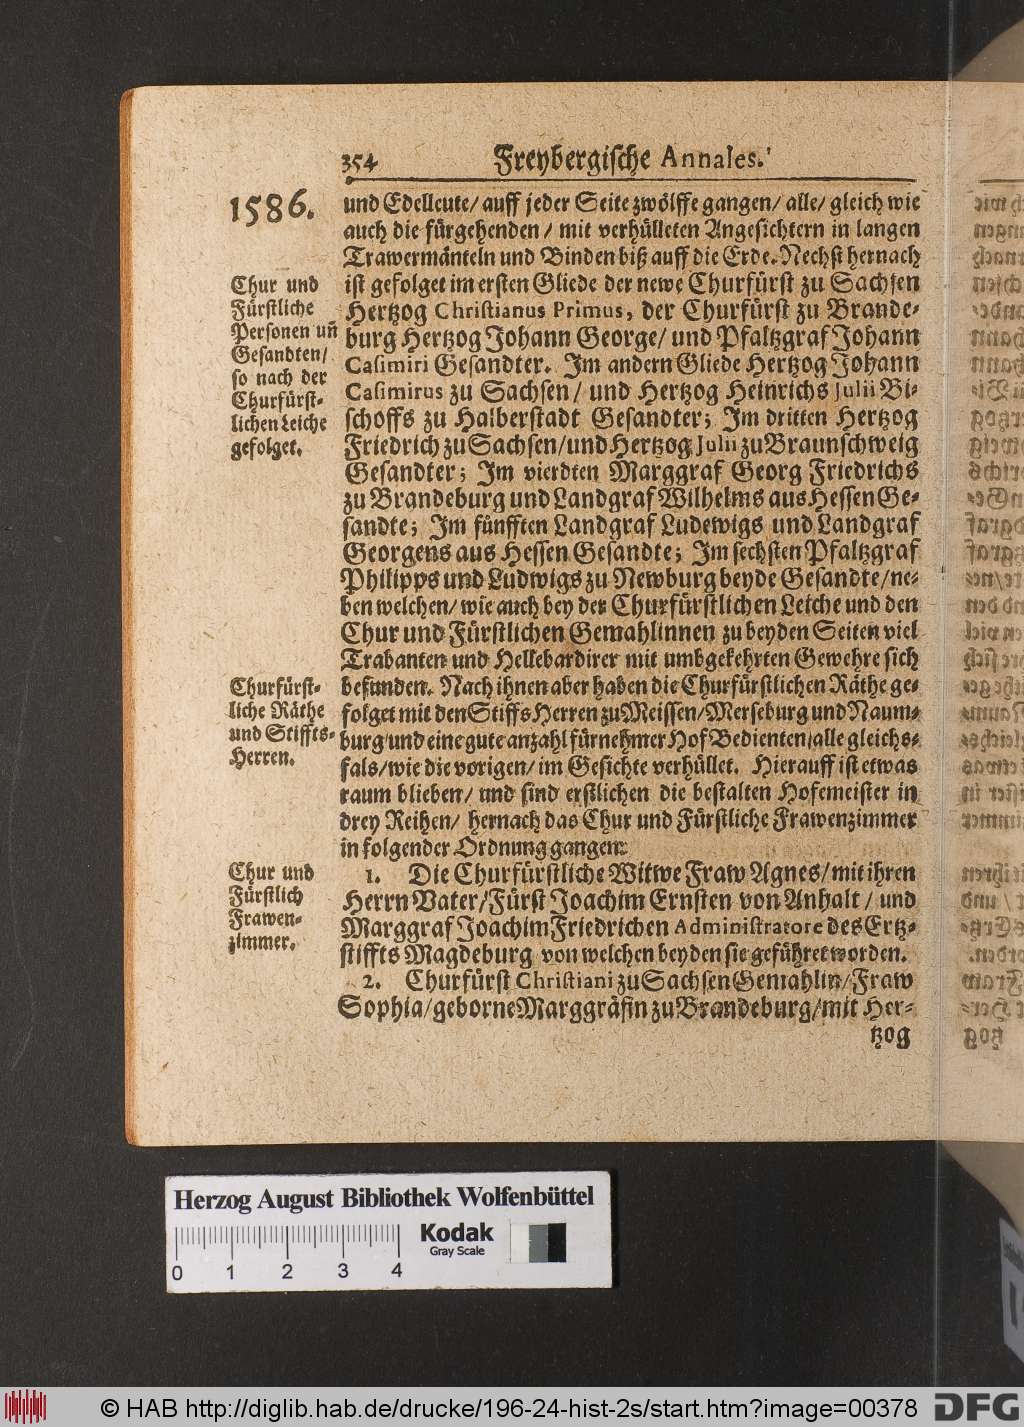 354 Freybergische Annales.
1586.
und Edelleute/ auff jeder Seite zwölffe gangen/ alle/ gleich wie
auch die fürgehenden/ mit verhülleten Angesichtern in langen
Trawermänteln und Binden biß auff die Erde. Nechst hernach
Chur und
Fürstliche
Personen uñ
Gesandten/
so nach der
Churfürst-
lichen Leiche
gefolget.
ist gefolget im ersten Gliede der newe Churfürst zu Sachsen
Hertzog Christianus Primus, der Churfürst zu Brande-
burg Hertzog Johann George/ und Pfaltzgraf Johann
Casimiri Gesandter. Im andern Gliede Hertzog Johann
Casimirus zu Sachsen/ und Hertzog Heinrichs Julii Bi-
schoffs zu Halberstadt Gesandter; Im dritten Hertzog
Friedrich zu Sachsen/ und Hertzog Julii zu Braunschweig
Gesandter; Im vierdten Marggraf Georg Friedrichs
zu Brandeburg und Landgraf Wilhelms aus Hessen Ge-
sandte; Im fünfften Landgraf Ludewigs und Landgraf
Georgens aus Hessen Gesandte; Im sechsten Pfaltzgraf
Philipps und Ludwigs zu Newburg beyde Gesandte/ ne-
ben welchen/ wie auch bey der Churfürstlichen Leiche und den
Chur und Fürstlichen Gemahlinnen zu beyden Seiten viel
Trabanten und Hellebardirer mit umbgekehrten Gewehre sich
Churfürst-
liche Räthe
und Stiffts-
Herren.
befunden. Nach ihnen aber haben die Churfürstlichen Räthe ge-
folget mit den Stiffs Herren zu Meissen/ Merseburg und Naum-
burg/ und eine gute anzahl fürnehmer Hof Bedienten/ alle gleichs-
fals/ wie die vorigen/ im Gesichte verhüllet. Hierauff ist etwas
raum blieben/ und sind erstlichen die bestalten Hofemeister in
drey Reihen/ hernach das Chur und Fürstliche Frawenzimmer
in folgender Ordnung gangen:
Chur und
Fürstlich
Frawen-
zimmer.
1. Die Churfürstliche Witwe Fraw Agnes/ mit ihren
Herrn Vater/ Fürst Joachim Ernsten von Anhalt/ und
Marggraf Joachim Friedrichen Administratore des Ertz-
stiffts Magdeburg von welchen beyden sie geführet worden.
2. Churfürst Christiani zu Sachsen Gemahlin/ Fraw
Sophia/ geborne Marggräfin zu Brandeburg/ mit Her-
tzog
Herzog August Bibliothek Wolfenbüttel
Kodak
Gray Scale
0 1 2 3 4
© HAB http://diglib.hab.de/drucke/196-24-hist-2s/start.htm?image=00378
DFG